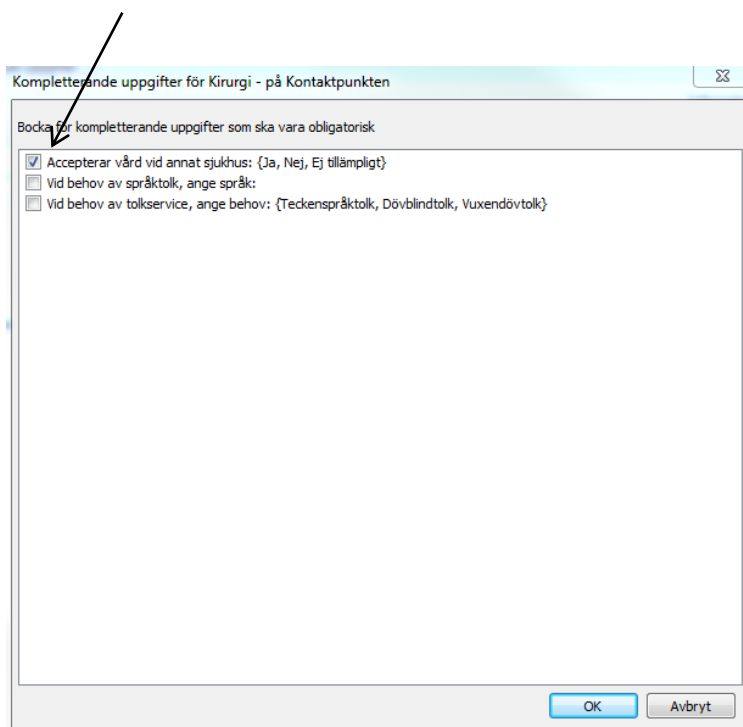 Kompletterande uppgifter för Kirurgi - på Kontaktpunkten
Bocka för kompletterande uppgifter som ska vara obligatorisk
Accepterar vård vid annat sjukhus: {Ja, Nej, Ej tillämpligt}
Vid behov av språktolk, ange språk:
Vid behov av tolkservice, ange behov: {Teckenspråktolk, Dövblindtolk, Vuxendövtolk}
OK Avbryt